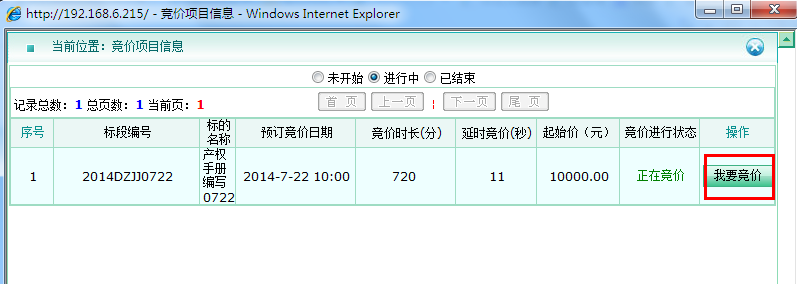 http://192.168.6.215/ - 竞价项目信息 - Windows Internet Explorer
当前位置：竞价项目信息
未开始 进行中 已结束
记录总数：1 总页数：1 当前页：1 首 页 上一页 ¦ 下一页 尾 页
序号 标段编号 标的名称 预订竞价日期 竞价时长(分) 延时竞价(秒) 起始价（元） 竞价进行状态 操作
1 2014DZJJ0722 产权手册编写0722 2014-7-22 10:00 720 11 10000.00 正在竞价 我要竞价